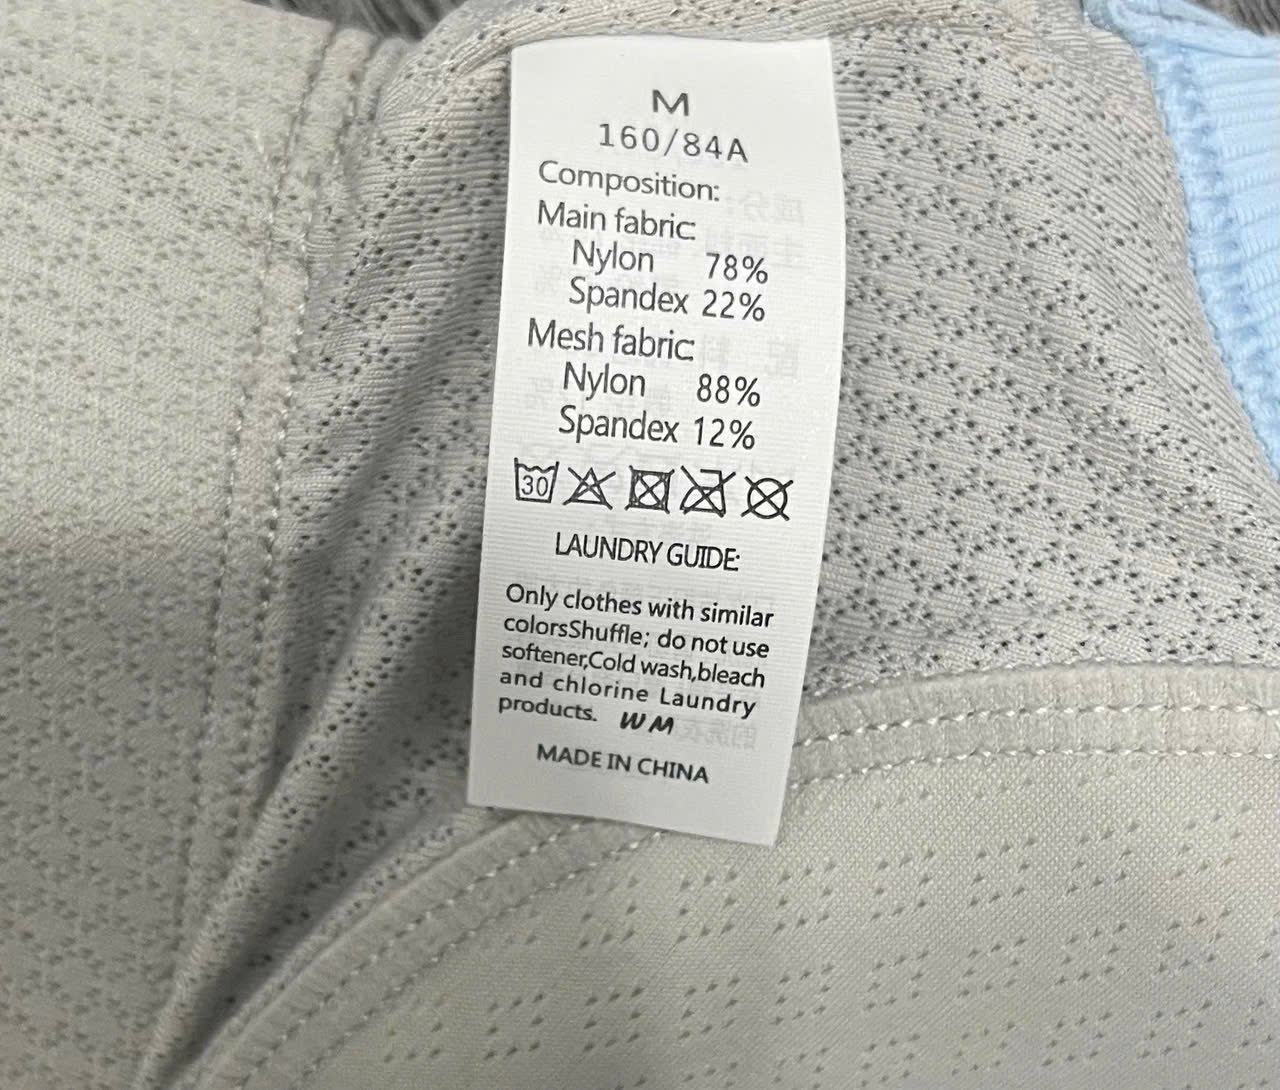 M
160/84A
Composition:
Main fabric:
Nylon 78%
Spandex 22%
Mesh fabric:
Nylon 88%
Spandex 12%
30
LAUNDRY GUIDE:
Only clothes with similar
colorsShuffle; do not use
softener,Cold wash,bleach
and chlorine Laundry
products. WM
MADE IN CHINA